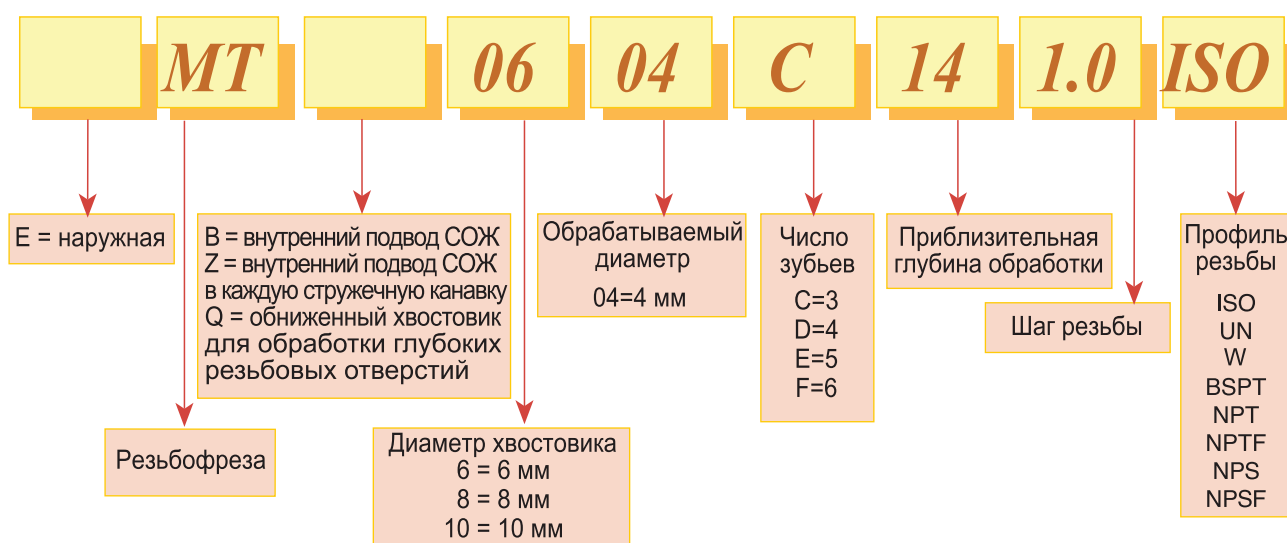 MT 06 04 C 14 1.0 ISO
E = наружная
B = внутренний подвод СОЖ
Z = внутренний подвод СОЖ
в каждую стружечную канавку
Q = обниженный хвостовик
для обработки глубоких
резьбовых отверстий
Обрабатываемый
диаметр
04=4 мм
Число
зубьев
C=3
D=4
E=5
F=6
Приблизительная
глубина обработки
Шаг резьбы
Профиль
резьбы
ISO
UN
W
BSPT
NPT
NPTF
NPS
NPSF
Резьбофреза
Диаметр хвостовика
6 = 6 мм
8 = 8 мм
10 = 10 мм